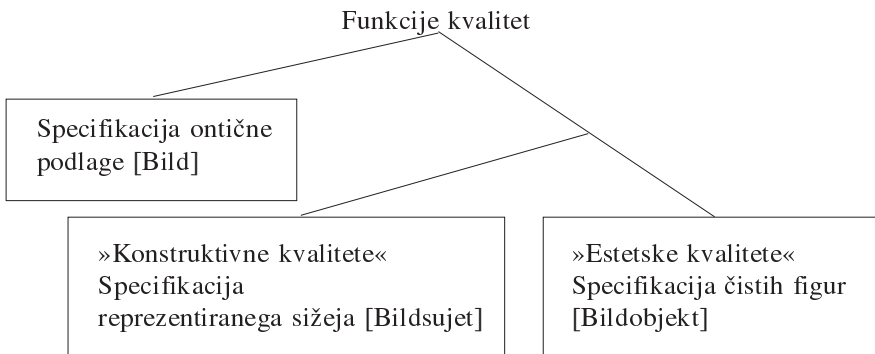 Funkcije kvalitet
Specifikacija ontične
podlage [Bild]
»Konstruktivne kvalitete«
Specifikacija
reprezentiranega sižeja [Bildsujet]
»Estetske kvalitete«
Specifikacija čistih figur
[Bildobjekt]